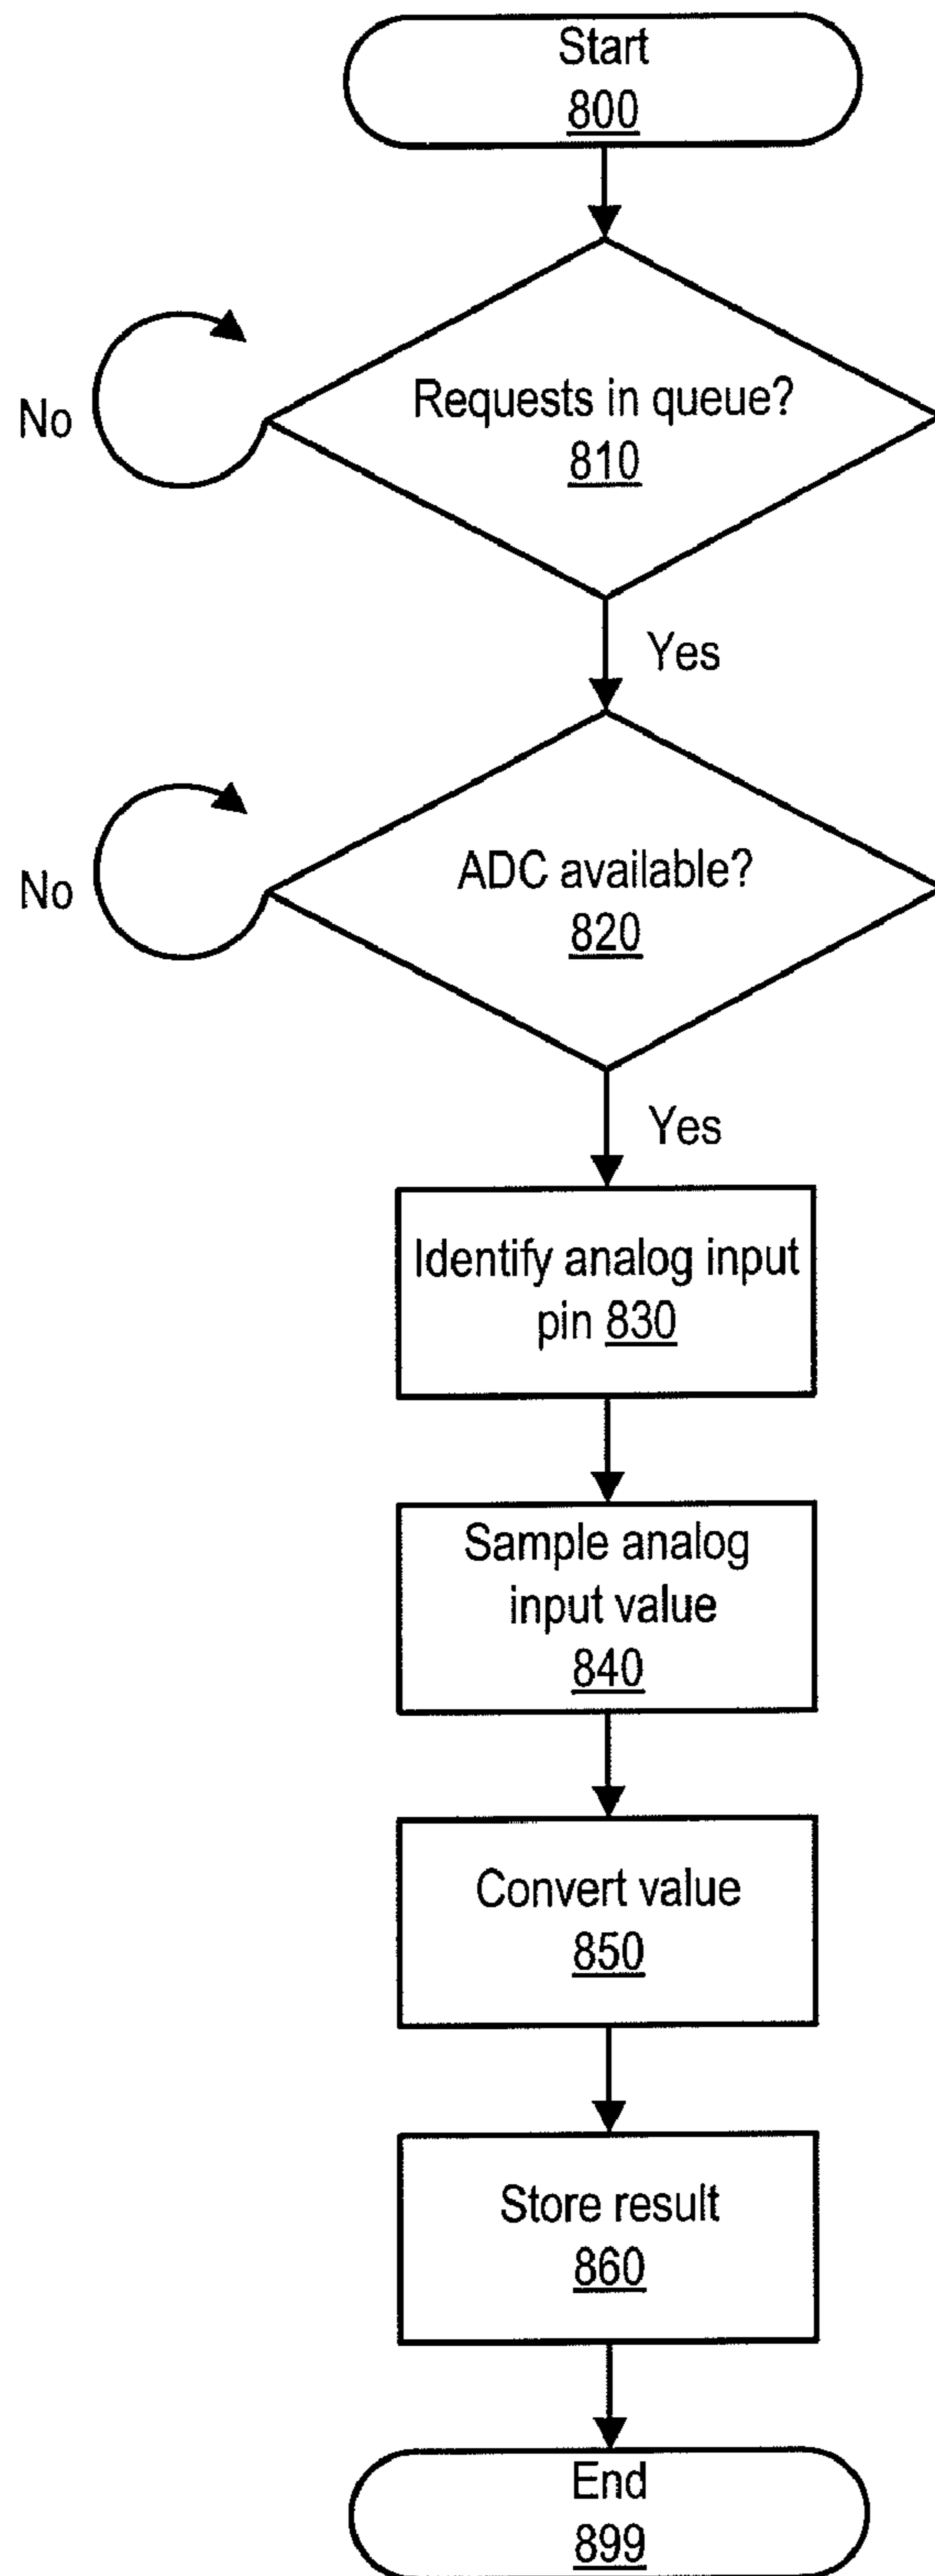 Start
800
Requests in queue?
810
No
Yes
ADC available?
820
No
Yes
Identify analog input
pin 830
Sample analog
input value
840
Convert value
850
Store result
860
End
899